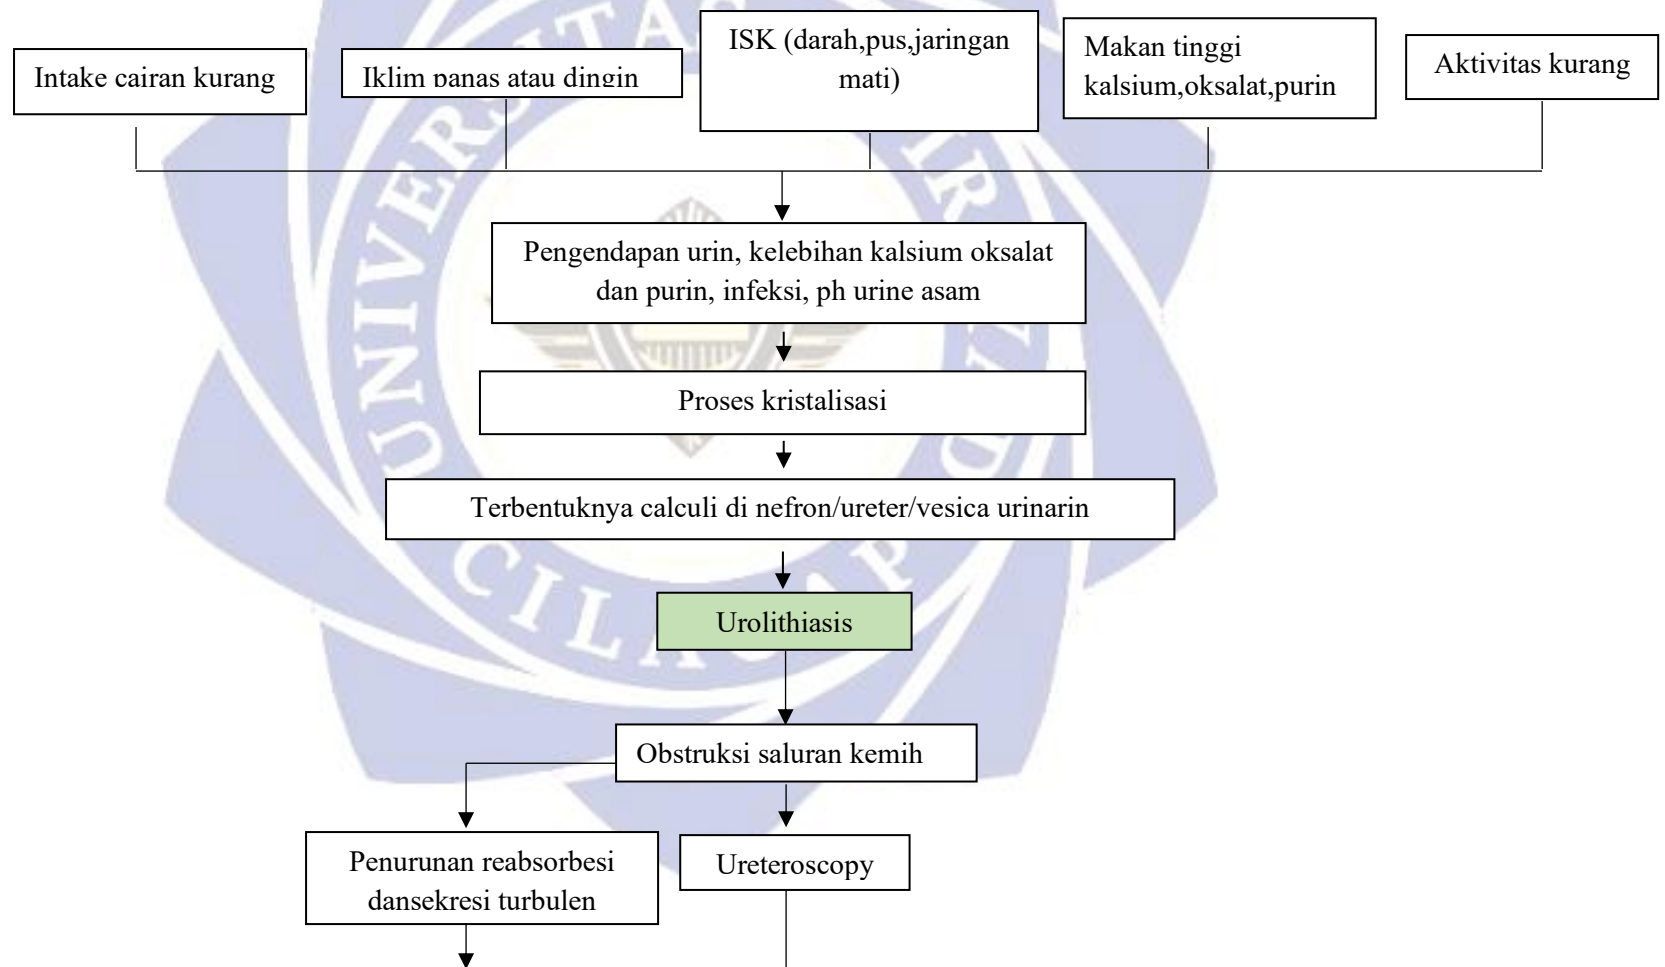 Intake cairan kurang
Iklim panas atau dingin
ISK (darah,pus,jaringan
mati)
Makan tinggi
kalsium,oksalat,purin
Aktivitas kurang
Pengendapan urin, kelebihan kalsium oksalat
dan purin, infeksi, ph urine asam
Proses kristalisasi
Terbentuknya calculi di nefron/ureter/vesica urinarin
Urolithiasis
Obstruksi saluran kemih
Penurunan reabsorbesi
dansekresi turbulen
Ureteroscopy
UNIVERSITAS
CILACAP